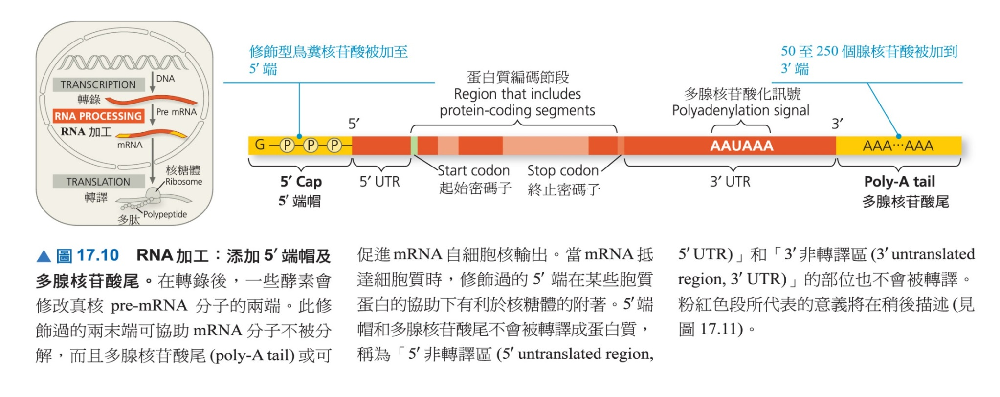 TRANSCRIPTION
轉錄
DNA
RNA PROCESSING
Pre mRNA
RNA 加工
mRNA
TRANSLATION
轉譯
核糖體
Ribosome
Polypeptide
多肽
修飾型鳥糞核苷酸被加至
5′ 端
蛋白質編碼節段
Region that includes
protein-coding segments
多腺核苷酸化訊號
Polyadenylation signal
50 至 250 個腺核苷酸被加到
3′ 端
5′
3′
G P P P
AAUAAA
AAA…AAA
5′ Cap
5′ 端帽
5′ UTR
Start codon
起始密碼子
Stop codon
終止密碼子
3′ UTR
Poly-A tail
多腺核苷酸尾
▲ 圖 17.10 RNA 加工：添加 5′ 端帽及
多腺核苷酸尾。在轉錄後，一些酵素會
修改真核 pre-mRNA 分子的兩端。此修
飾過的兩末端可協助 mRNA 分子不被分
解，而且多腺核苷酸尾 (poly-A tail) 或可
促進 mRNA 自細胞核輸出。當 mRNA 抵
達細胞質時，修飾過的 5′ 端在某些胞質
蛋白的協助下有利於核糖體的附著。5′ 端
帽和多腺核苷酸尾不會被轉譯成蛋白質，
稱為「5′ 非轉譯區 (5′ untranslated region,
5′ UTR)」和「3′ 非轉譯區 (3′ untranslated
region, 3′ UTR)」的部位也不會被轉譯。
粉紅色段所代表的意義將在稍後描述 (見
圖 17.11)。